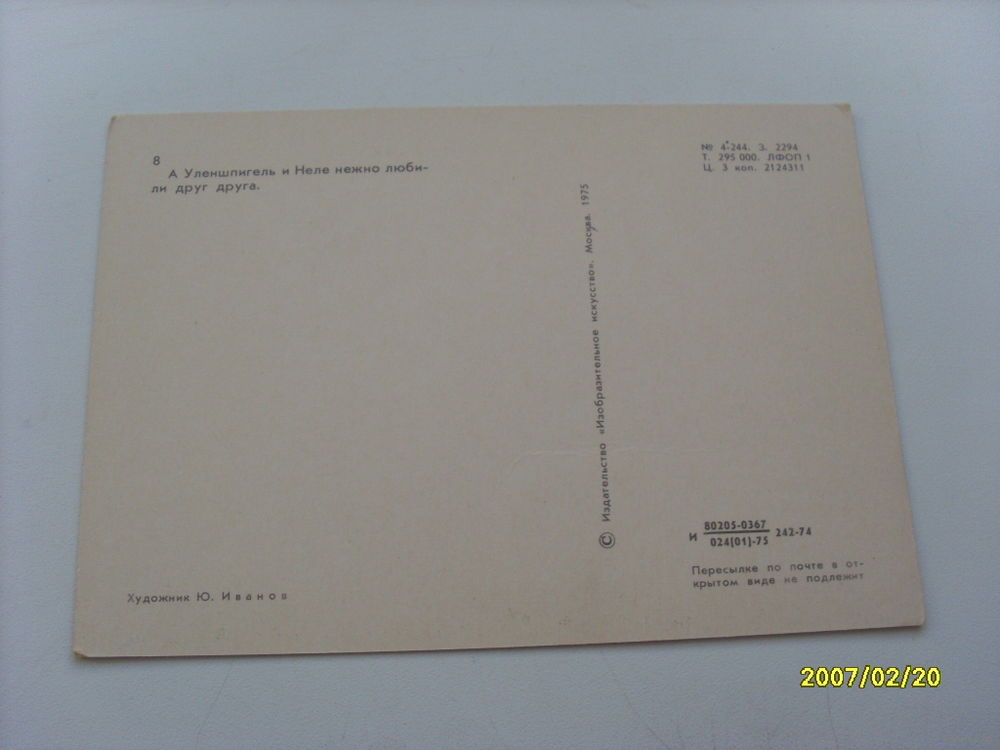 8
А Уленшпигель и Неле нежно люби-
ли друг друга.
Художник Ю. Иванов
© Издательство «Изобразительное искусство». Москва. 1975
№ 4-244. З. 2294
Т. 295 000. ЛФОП 1
Ц. 3 коп. 2124311
И 80205-0367 242-74
024(01)-75
Пересылке по почте в от-
крытом виде не подлежит
2007/02/20